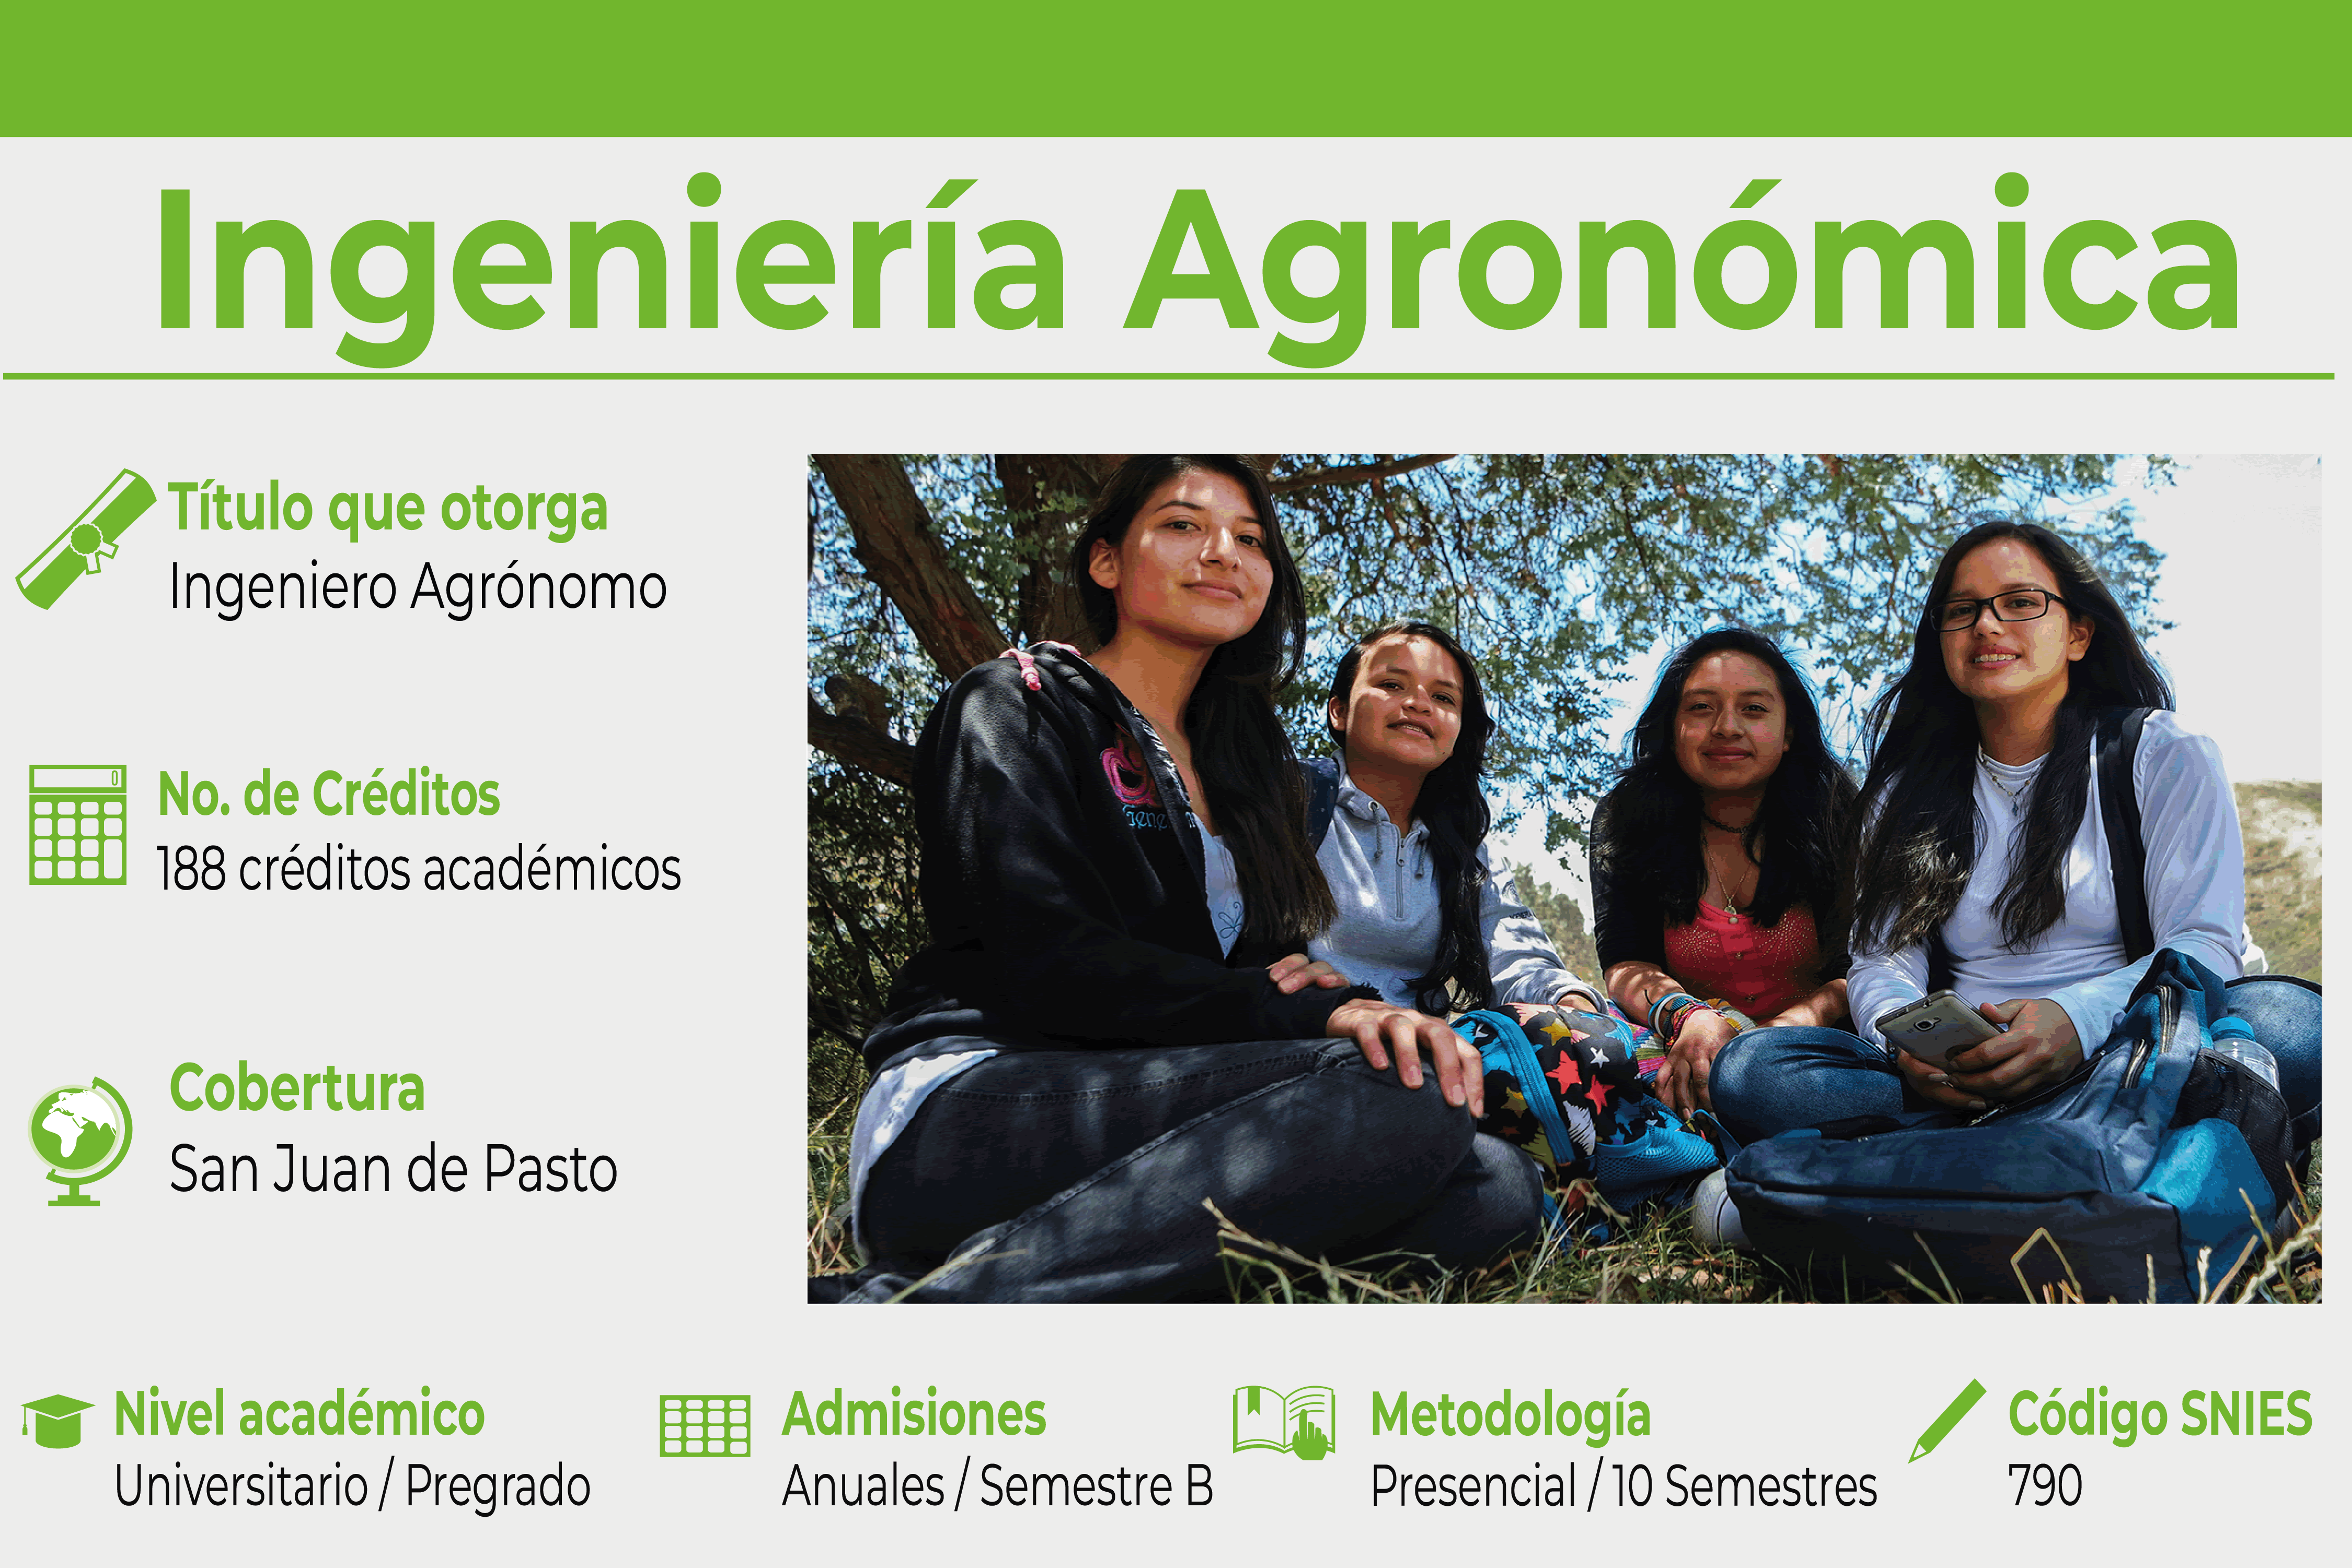 Ingeniería Agronómica
Título que otorga
Ingeniero Agrónomo
No. de Créditos
188 créditos académicos
Cobertura
San Juan de Pasto
Nivel académico
Universitario / Pregrado
Admisiones
Anuales / Semestre B
Metodología
Presencial / 10 Semestres
Código SNIES
790